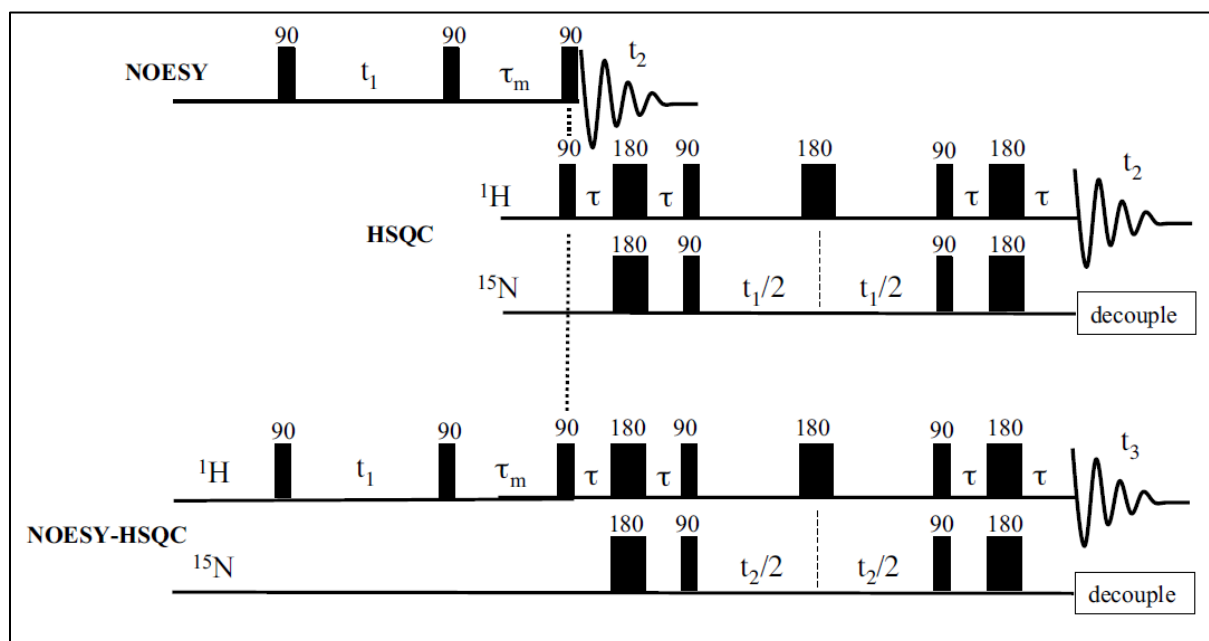 90 90 90 t2
NOESY t1 τm
90 180 90 180 90 180 t2
1H τ τ τ τ
HSQC
180 90 90 180
15N t1/2 t1/2
decouple
90 90 90 180 90 180 90 180 t3
1H t1 τm τ τ τ τ
NOESY-HSQC
180 90 90 180
15N t2/2 t2/2
decouple